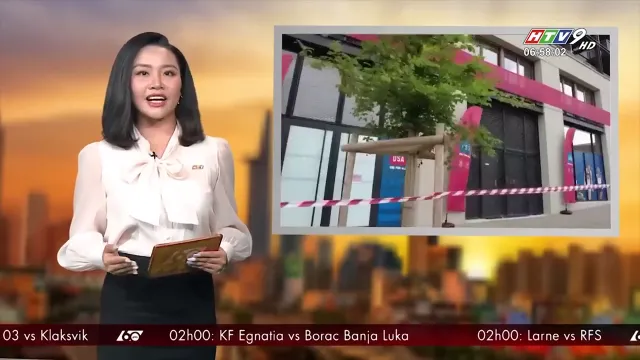 HTV9 HD
06:58:02
USA
03 vs Klaksvik 60 02h00: KF Egnatia vs Borac Banja Luka 02h00: Larne vs RFS